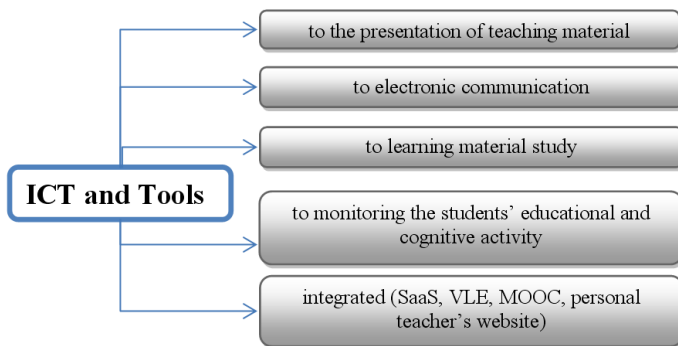 to the presentation of teaching material
to electronic communication
to learning material study
ICT and Tools
to monitoring the students’ educational and
cognitive activity
integrated (SaaS, VLE, MOOC, personal
teacher’s website)